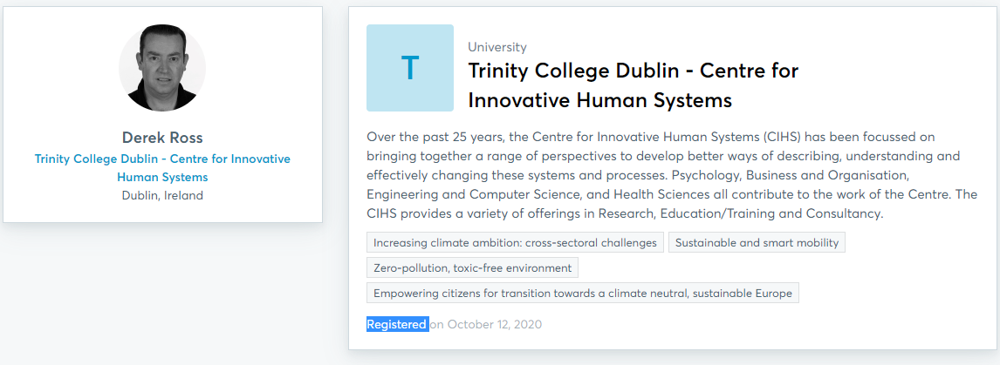 Derek Ross
Trinity College Dublin - Centre for Innovative
Human Systems
Dublin, Ireland
T
University
Trinity College Dublin - Centre for
Innovative Human Systems
Over the past 25 years, the Centre for Innovative Human Systems (CIHS) has been focussed on
bringing together a range of perspectives to develop better ways of describing, understanding and
effectively changing these systems and processes. Psychology, Business and Organisation,
Engineering and Computer Science, and Health Sciences all contribute to the work of the Centre. The
CIHS provides a variety of offerings in Research, Education/Training and Consultancy.
Increasing climate ambition: cross-sectoral challenges Sustainable and smart mobility
Zero-pollution, toxic-free environment
Empowering citizens for transition towards a climate neutral, sustainable Europe
Registered on October 12, 2020